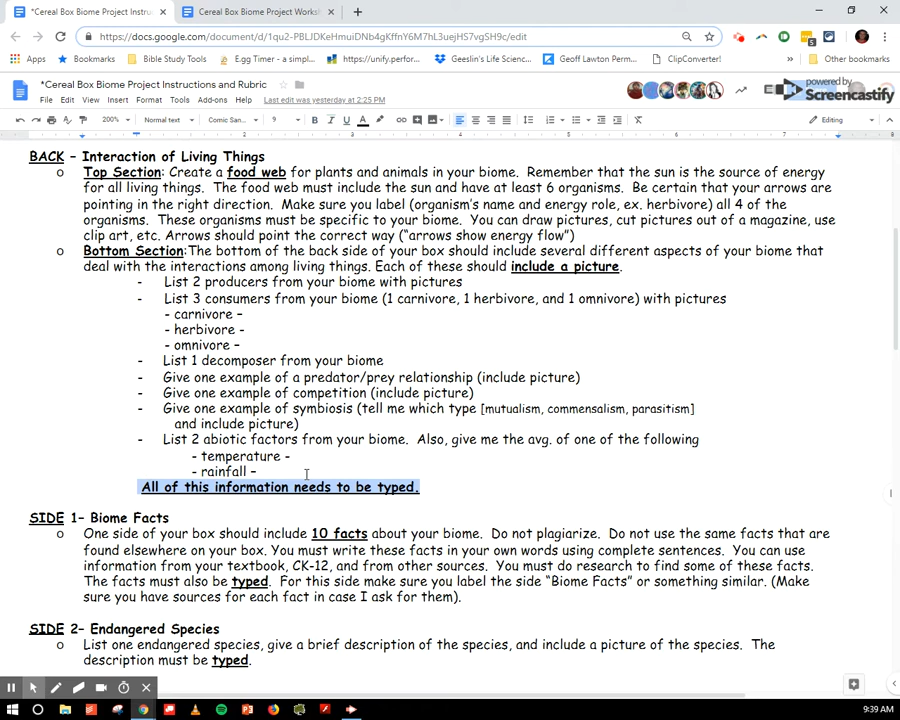 *Cereal Box Biome Project Instruc
Cereal Box Biome Project Worksh
https://docs.google.com/document/d/1qu2-PBLJDKeHmuiDNb4gKffnY6M7hL3uejHS7vgSH9c/edit
Apps Bookmarks Bible Study Tools E.gg Timer - a simpl https://unify.perfor... Geeslin's Life Scienc... Geoff Lawton Perm... ClipConverter! Other bookmarks
*Cereal Box Biome Project Instructions and Rubric
powered by
Screencastify
File Edit View Insert Format Tools Add-ons Help Last edit was yesterday at 2:25 PM
200% Normal text Comic San... 9 B I U A Editing
1 2 3 4 5 6 7
BACK – Interaction of Living Things
o Top Section: Create a food web for plants and animals in your biome. Remember that the sun is the source of energy
for all living things. The food web must include the sun and have at least 6 organisms. Be certain that your arrows are
pointing in the right direction. Make sure you label (organism's name and energy role, ex. herbivore) all 4 of the
organisms. These organisms must be specific to your biome. You can draw pictures, cut pictures out of a magazine, use
clip art, etc. Arrows should point the correct way ("arrows show energy flow")
o Bottom Section:The bottom of the back side of your box should include several different aspects of your biome that
deal with the interactions among living things. Each of these should include a picture.
- List 2 producers from your biome with pictures
- List 3 consumers from your biome (1 carnivore, 1 herbivore, and 1 omnivore) with pictures
- carnivore –
- herbivore -
- omnivore –
- List 1 decomposer from your biome
- Give one example of a predator/prey relationship (include picture)
- Give one example of competition (include picture)
- Give one example of symbiosis (tell me which type [mutualism, commensalism, parasitism]
and include picture)
- List 2 abiotic factors from your biome. Also, give me the avg. of one of the following
- temperature -
- rainfall –
All of this information needs to be typed.
SIDE 1– Biome Facts
o One side of your box should include 10 facts about your biome. Do not plagiarize. Do not use the same facts that are
found elsewhere on your box. You must write these facts in your own words using complete sentences. You can use
information from your textbook, CK-12, and from other sources. You must do research to find some of these facts.
The facts must also be typed. For this side make sure you label the side "Biome Facts" or something similar. (Make
sure you have sources for each fact in case I ask for them).
SIDE 2– Endangered Species
o List one endangered species, give a brief description of the species, and include a picture of the species. The
description must be typed.
9:39 AM